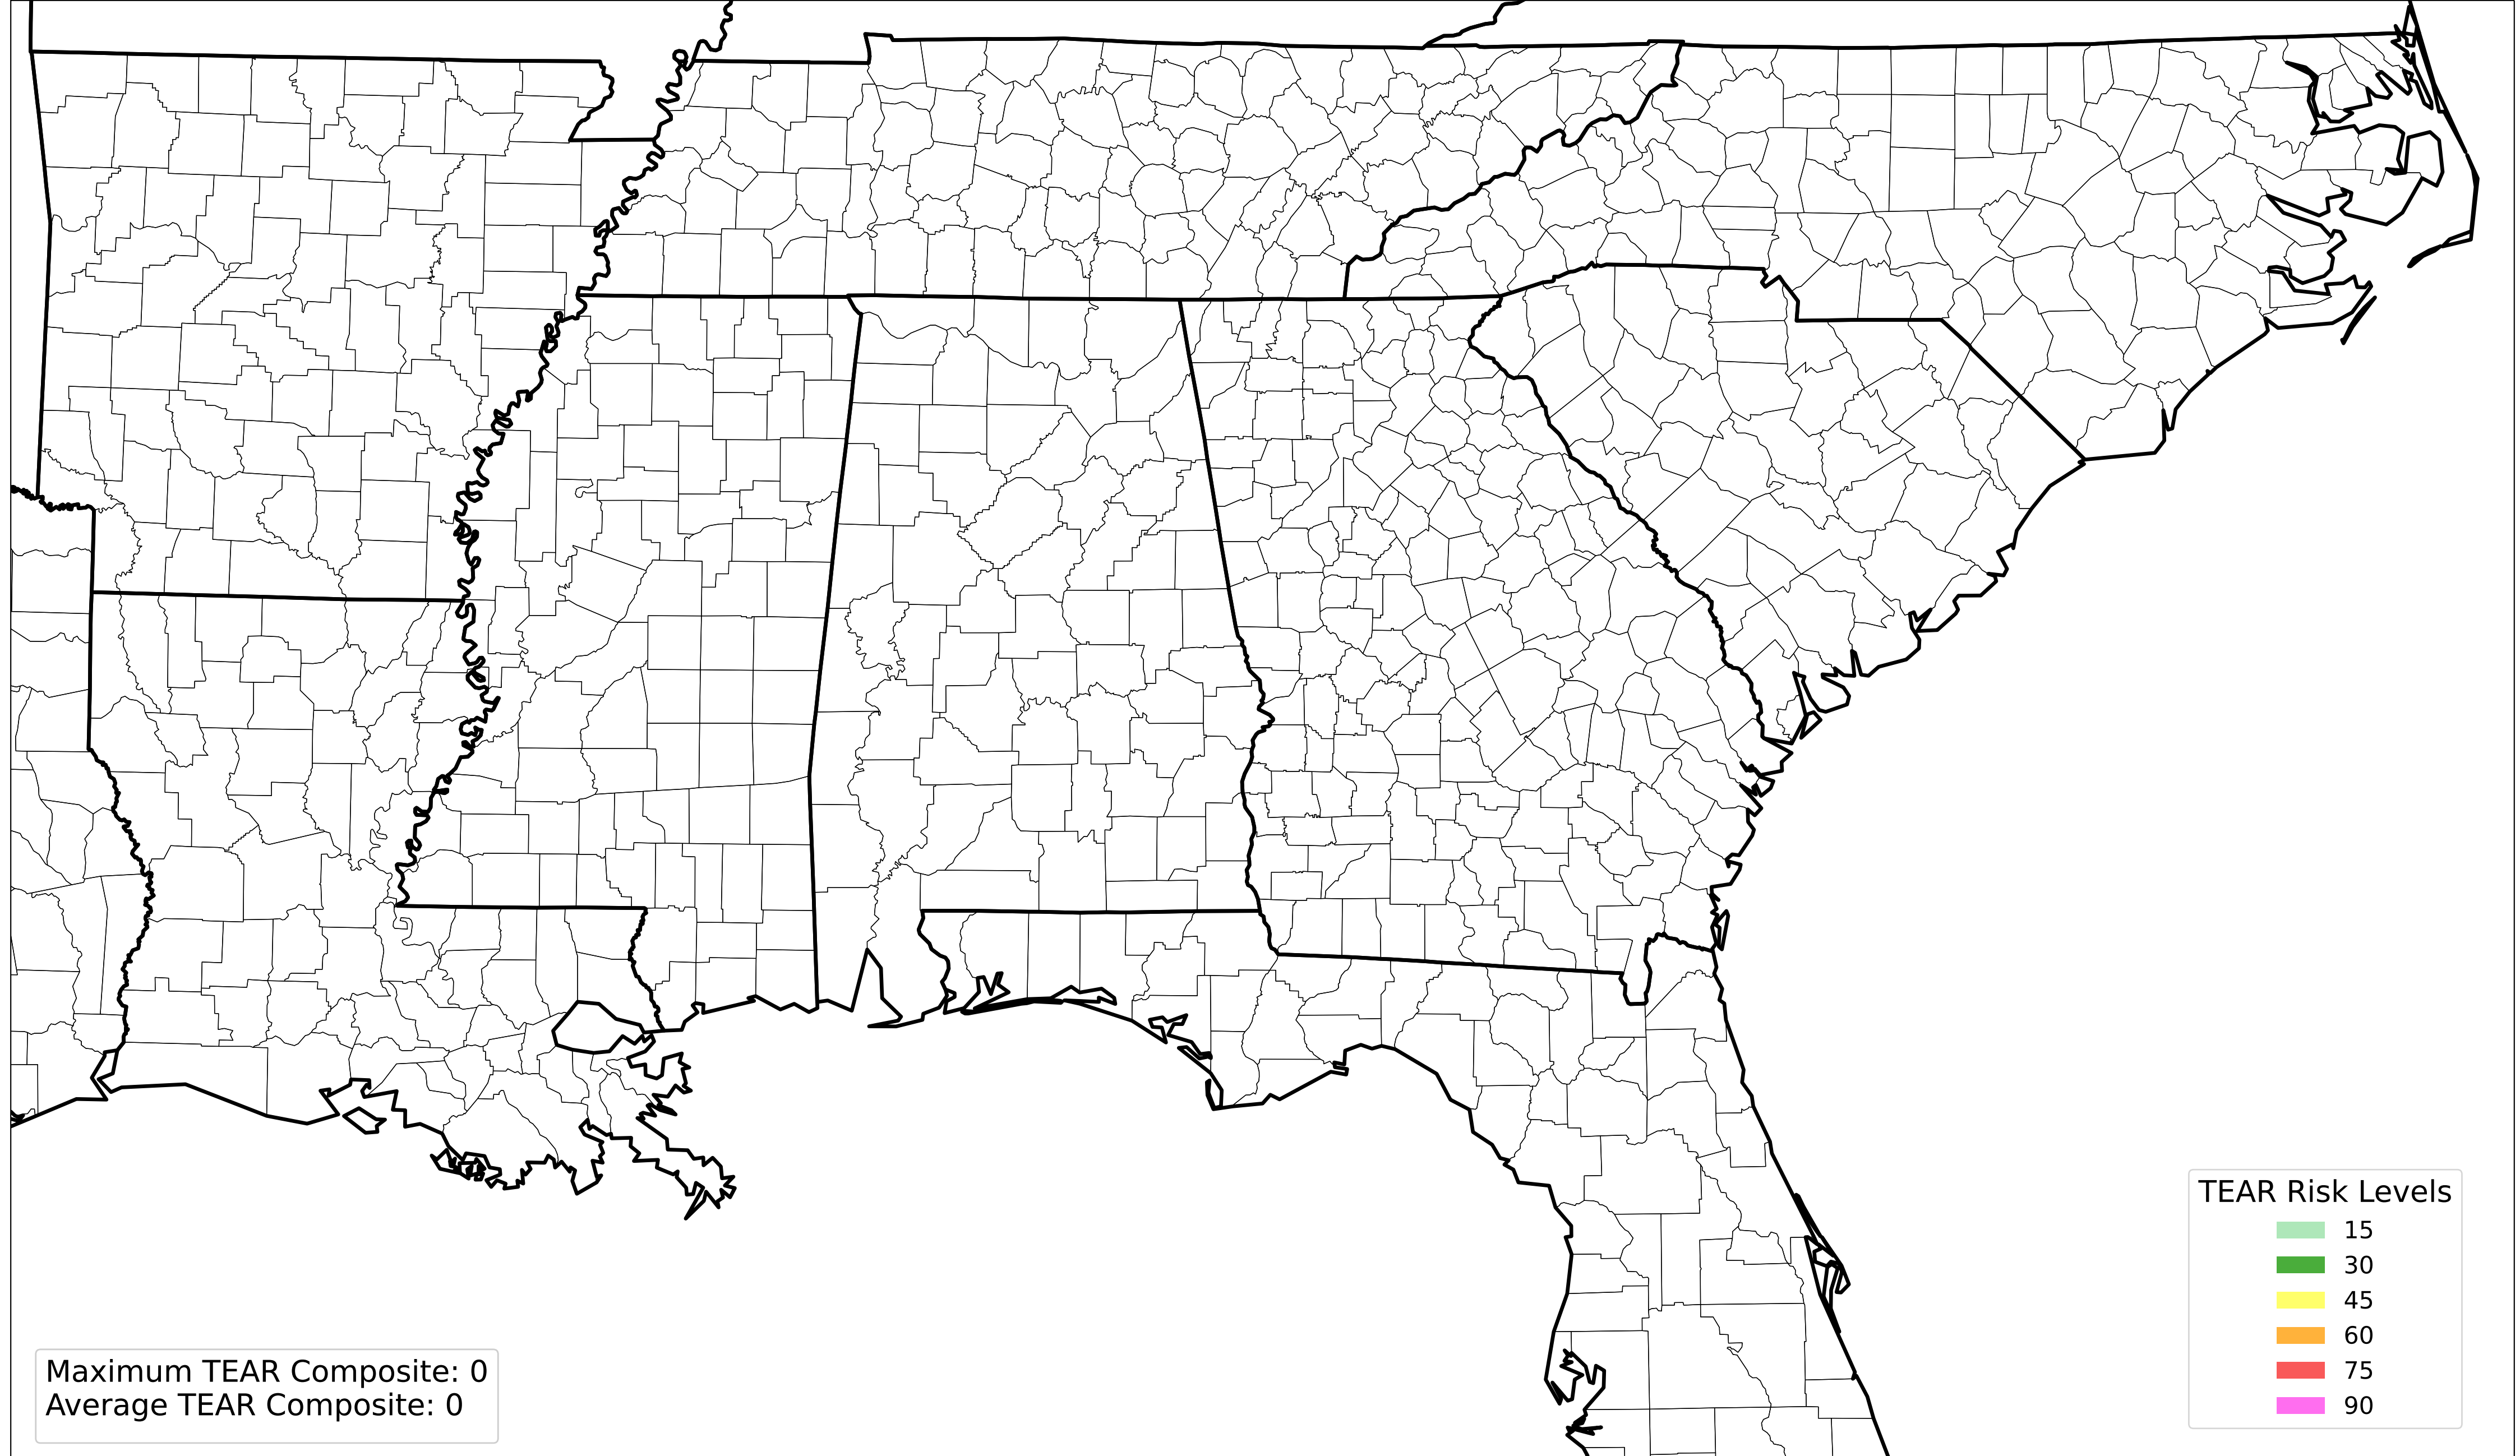 TEAR Risk Levels
15
30
45
60
75
90
Maximum TEAR Composite: 0
Average TEAR Composite: 0